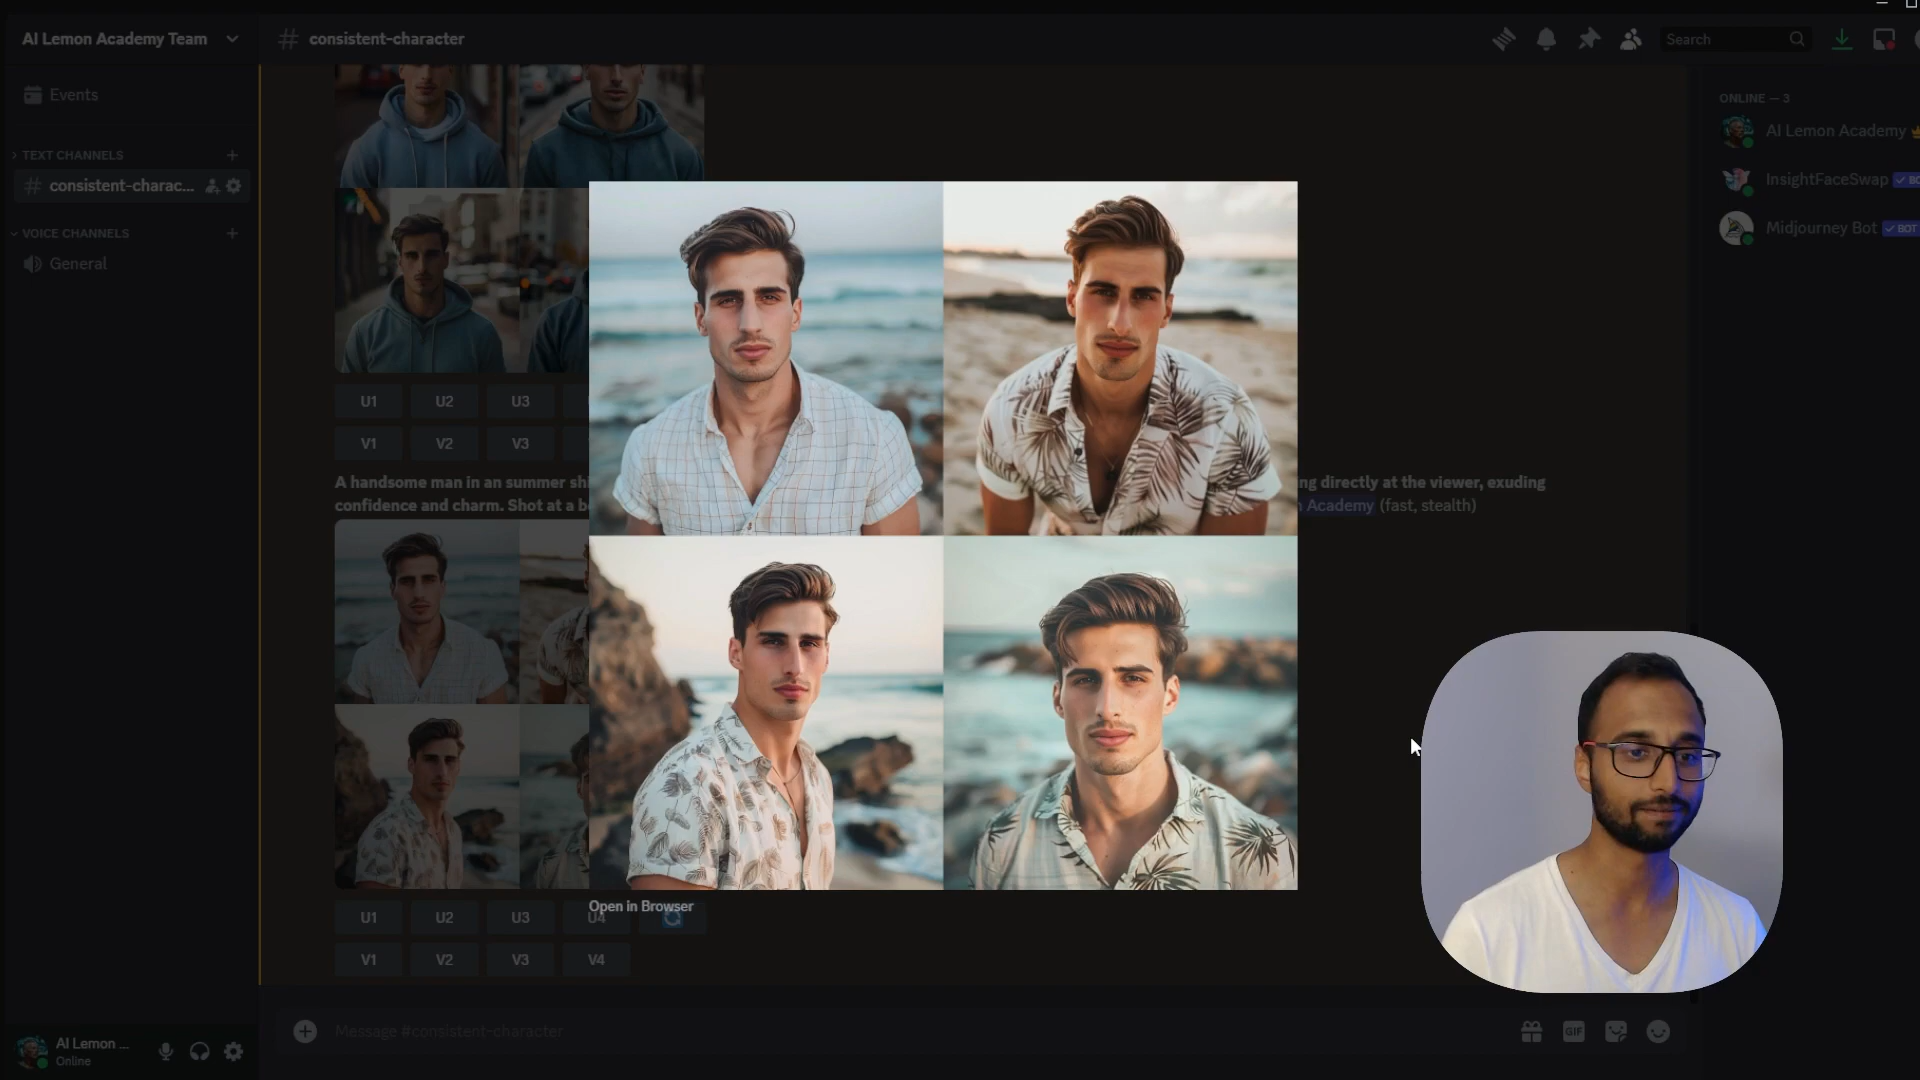 AI Lemon Academy Team
consistent-character
Search
Events
TEXT CHANNELS
consistent-charac...
VOICE CHANNELS
General
ONLINE — 3
AI Lemon Academy
InsightFaceSwap
Midjourney Bot BOT
U1 U2 U3
V1 V2 V3
A handsome man in an summer ng directly at the viewer, exuding
confidence and charm. Shot at a Academy (fast, stealth)
Open in Browser
U1 U2 U3 U4
V1 V2 V3 V4
Message #consistent-character
GIF
AI Lemon ...
Online